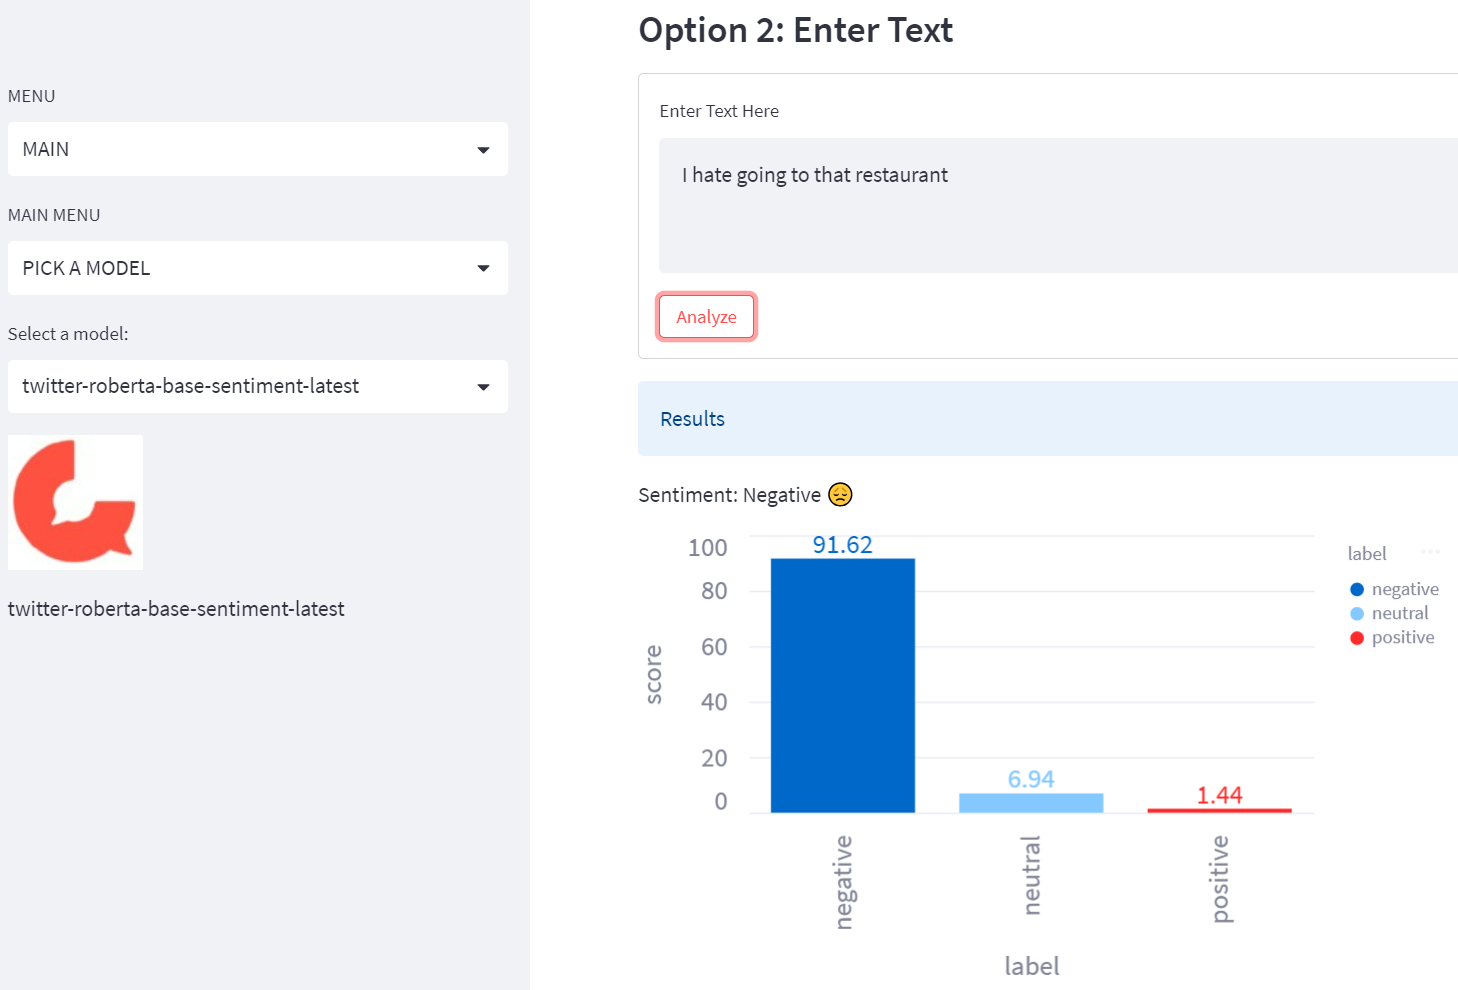 MENU
MAIN
MAIN MENU
PICK A MODEL
Select a model:
twitter-roberta-base-sentiment-latest
twitter-roberta-base-sentiment-latest
Option 2: Enter Text
Enter Text Here
I hate going to that restaurant
Analyze
Results
Sentiment: Negative 😔
score
100
80
60
40
20
0
91.62
6.94
1.44
negative
neutral
positive
label
label
negative
neutral
positive